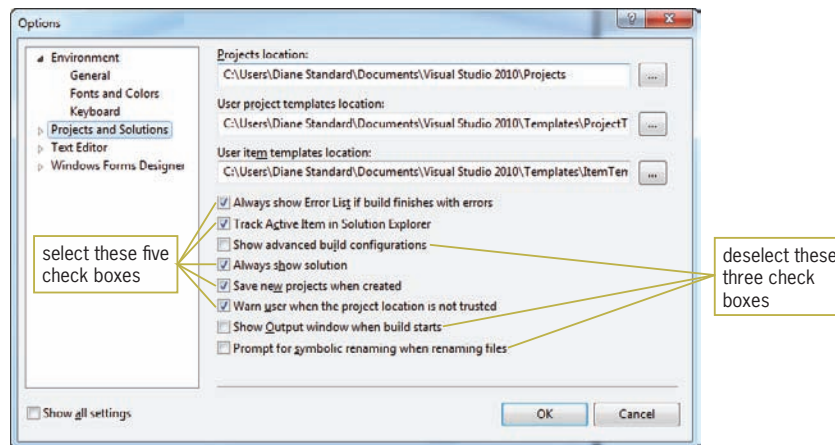 Options
Environment
General
Fonts and Colors
Keyboard
Projects and Solutions
Text Editor
Windows Forms Designer
Projects location:
C:\Users\Diane Standard\Documents\Visual Studio 2010\Projects
...
User project templates location:
C:\Users\Diane Standard\Documents\Visual Studio 2010\Templates\ProjectT
...
User item templates location:
C:\Users\Diane Standard\Documents\Visual Studio 2010\Templates\ItemTen
...
Always show Error List if build finishes with errors
Track Active Item in Solution Explorer
Show advanced build configurations
Always show solution
Save new projects when created
Warn user when the project location is not trusted
Show Output window when build starts
Prompt for symbolic renaming when renaming files
select these five
check boxes
deselect these
three check
boxes
Show all settings
OK
Cancel